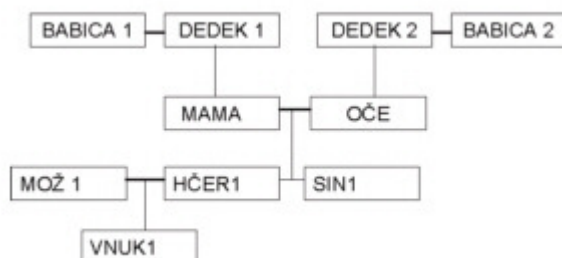 BABICA 1 DEDEK 1 DEDEK 2 BABICA 2
MAMA OČE
MOŽ 1 HČER1 SIN1
VNUK1